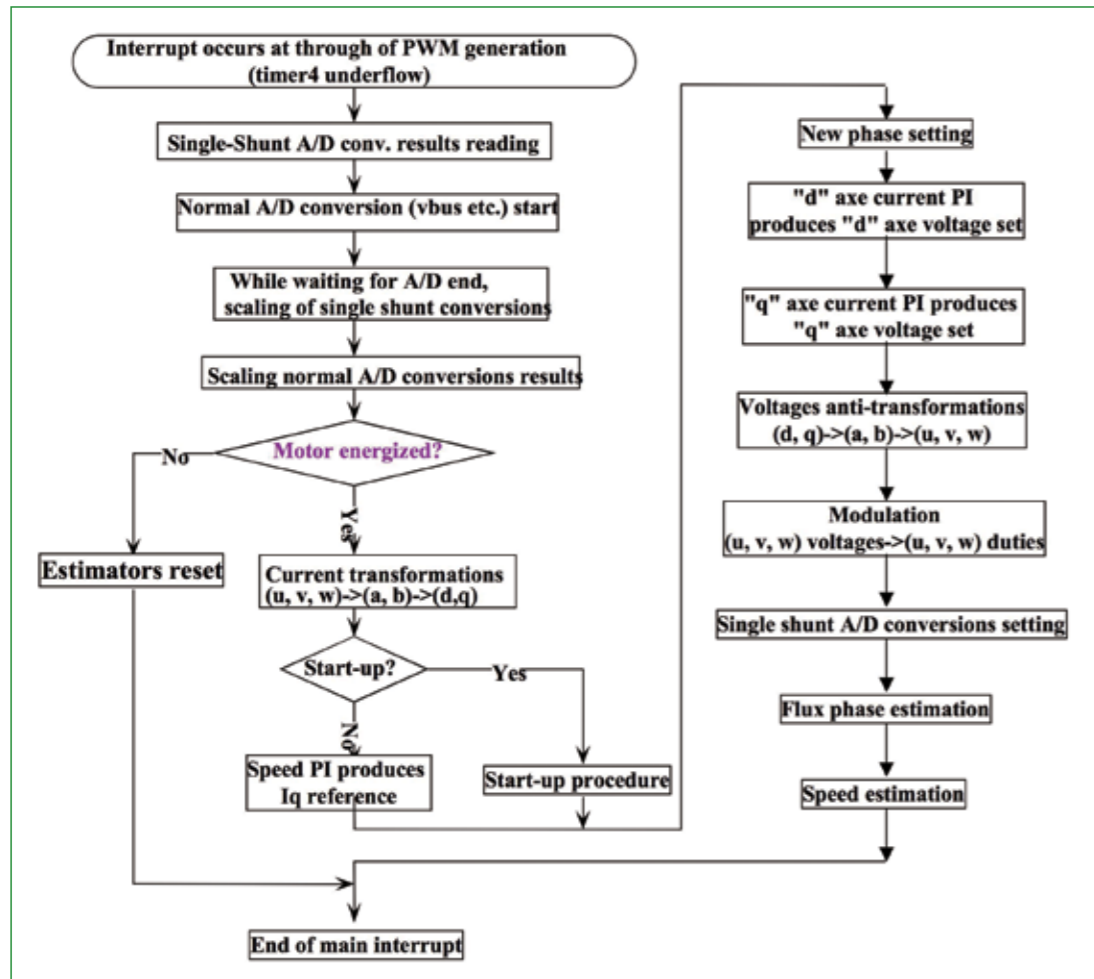 Interrupt occurs at through of PWM generation
(timer4 underflow)
Single-Shunt A/D conv. results reading
Normal A/D conversion (vbus etc.) start
While waiting for A/D end,
scaling of single shunt conversions
Scaling normal A/D conversions results
Motor energized?
No
Yes
Estimators reset
Current transformations
(u, v, w)->(a, b)->(d,q)
Start-up?
Yes
No
Speed PI produces
Iq reference
Start-up procedure
New phase setting
"d" axe current PI
produces "d" axe voltage set
"q" axe current PI produces
"q" axe voltage set
Voltages anti-transformations
(d, q)->(a, b)->(u, v, w)
Modulation
(u, v, w) voltages->(u, v, w) duties
Single shunt A/D conversions setting
Flux phase estimation
Speed estimation
End of main interrupt